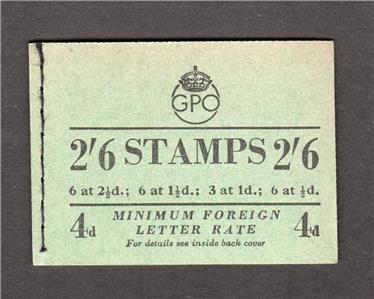 GPO
2'6 STAMPS 2'6
6 at 2½d.; 6 at 1½d.; 3 at 1d.; 6 at ½d.
4d MINIMUM FOREIGN 4d
LETTER RATE
For details see inside back cover